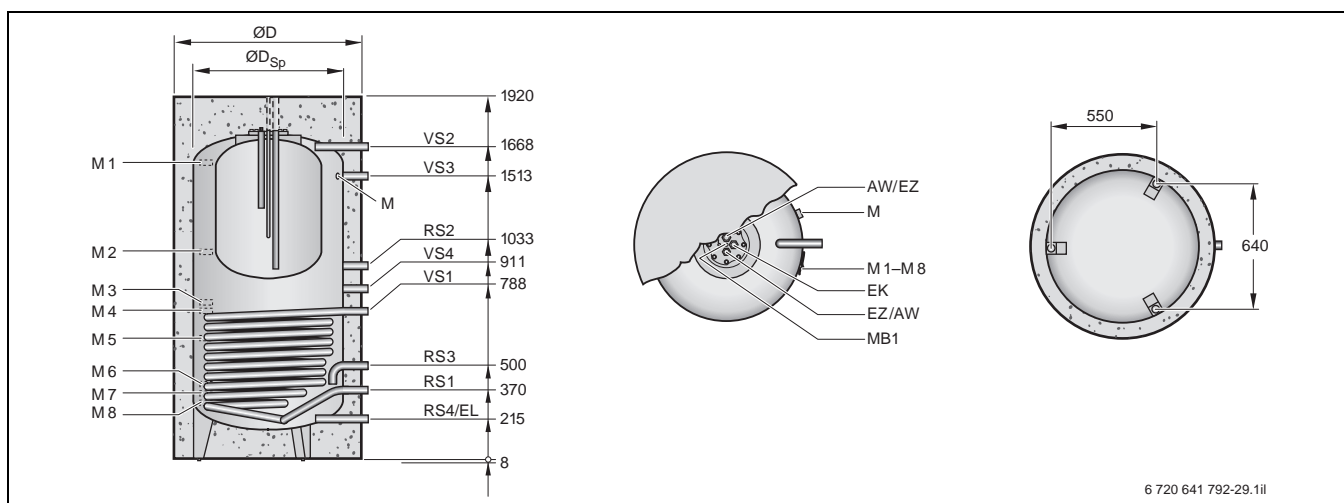 ØD
ØDSp
1920
VS2
1668
M 1
VS3
1513
M
RS2
1033
M 2
VS4
911
VS1
788
M 3
M 4
M 5
RS3
500
M 6
RS1
370
M 7
M 8
RS4/EL
215
8
AW/EZ
M
M 1–M 8
EK
EZ/AW
MB1
550
640
6 720 641 792-29.1il